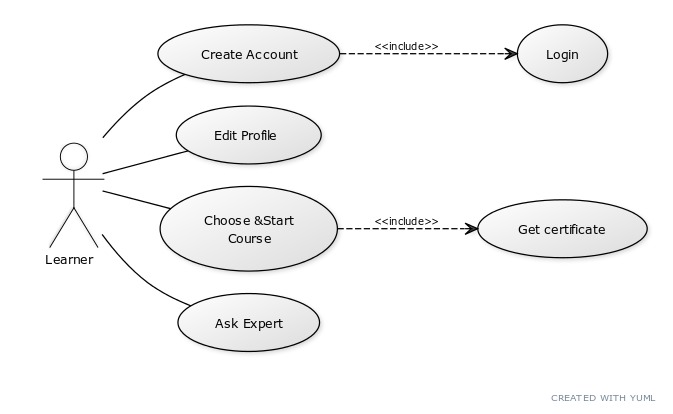 Create Account
<<include>>
Login
Edit Profile
Choose &Start
Course
<<include>>
Get certificate
Learner
Ask Expert
CREATED WITH YUML